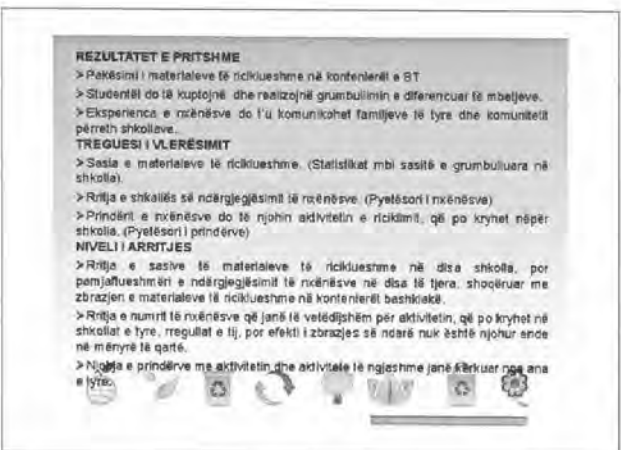 REZULTATET E PRITSHME
➢Pakësimi i materialeve të riciklueshme në kontenierët e BT
➢Studentët do të kuptojnë dhe realizojnë grumbullimin e diferencuar të mbetjeve.
➢Eksperienca e nxënësve do t'u komunikohet familjeve të tyre dhe komunitetit
përreth shkollave.
TREGUESI I VLERËSIMIT
➢Sasia e materialeve të riciklueshme. (Statistikat mbi sasitë e grumbulluara në
shkolla).
➢Rritja e shkallës së ndërgjegjësimit të nxënësve. (Pyetësori i nxënësve)
➢Prindërit e nxënësve do të njohin aktivitetin e riciklimit, që po kryhet nëpër
shkolla. (Pyetësori i prindërve)
NIVELI I ARRITJES
➢Rritja e sasive të materialeve të riciklueshme në disa shkolla, por
pamjaftueshmëri e ndërgjegjësimit të nxënësve në disa të tjera, shoqëruar me
zbrazjen e materialeve të riciklueshme në kontenierët bashkiakë.
➢Rritja e numrit të nxënësve që janë të vetëdijshëm për aktivitetin, që po kryhet në
shkollat e tyre, rregullat e tij, por efekti i zbrazjes së ndarë nuk është njohur ende
në mënyrë të qartë.
➢Njohja e prindërve me aktivitetin dhe aktivitete të ngjashme janë kërkuar nga ana
e tyre.